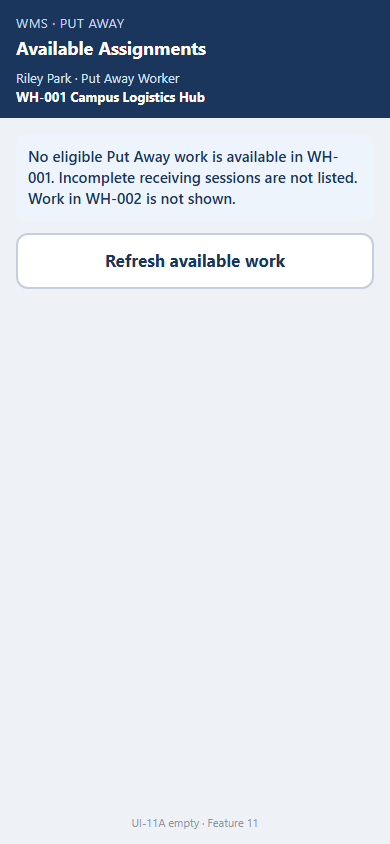 WMS · PUT AWAY
Available Assignments
Riley Park · Put Away Worker
WH-001 Campus Logistics Hub
No eligible Put Away work is available in WH-
001. Incomplete receiving sessions are not listed.
Work in WH-002 is not shown.
Refresh available work
UI-11A empty · Feature 11